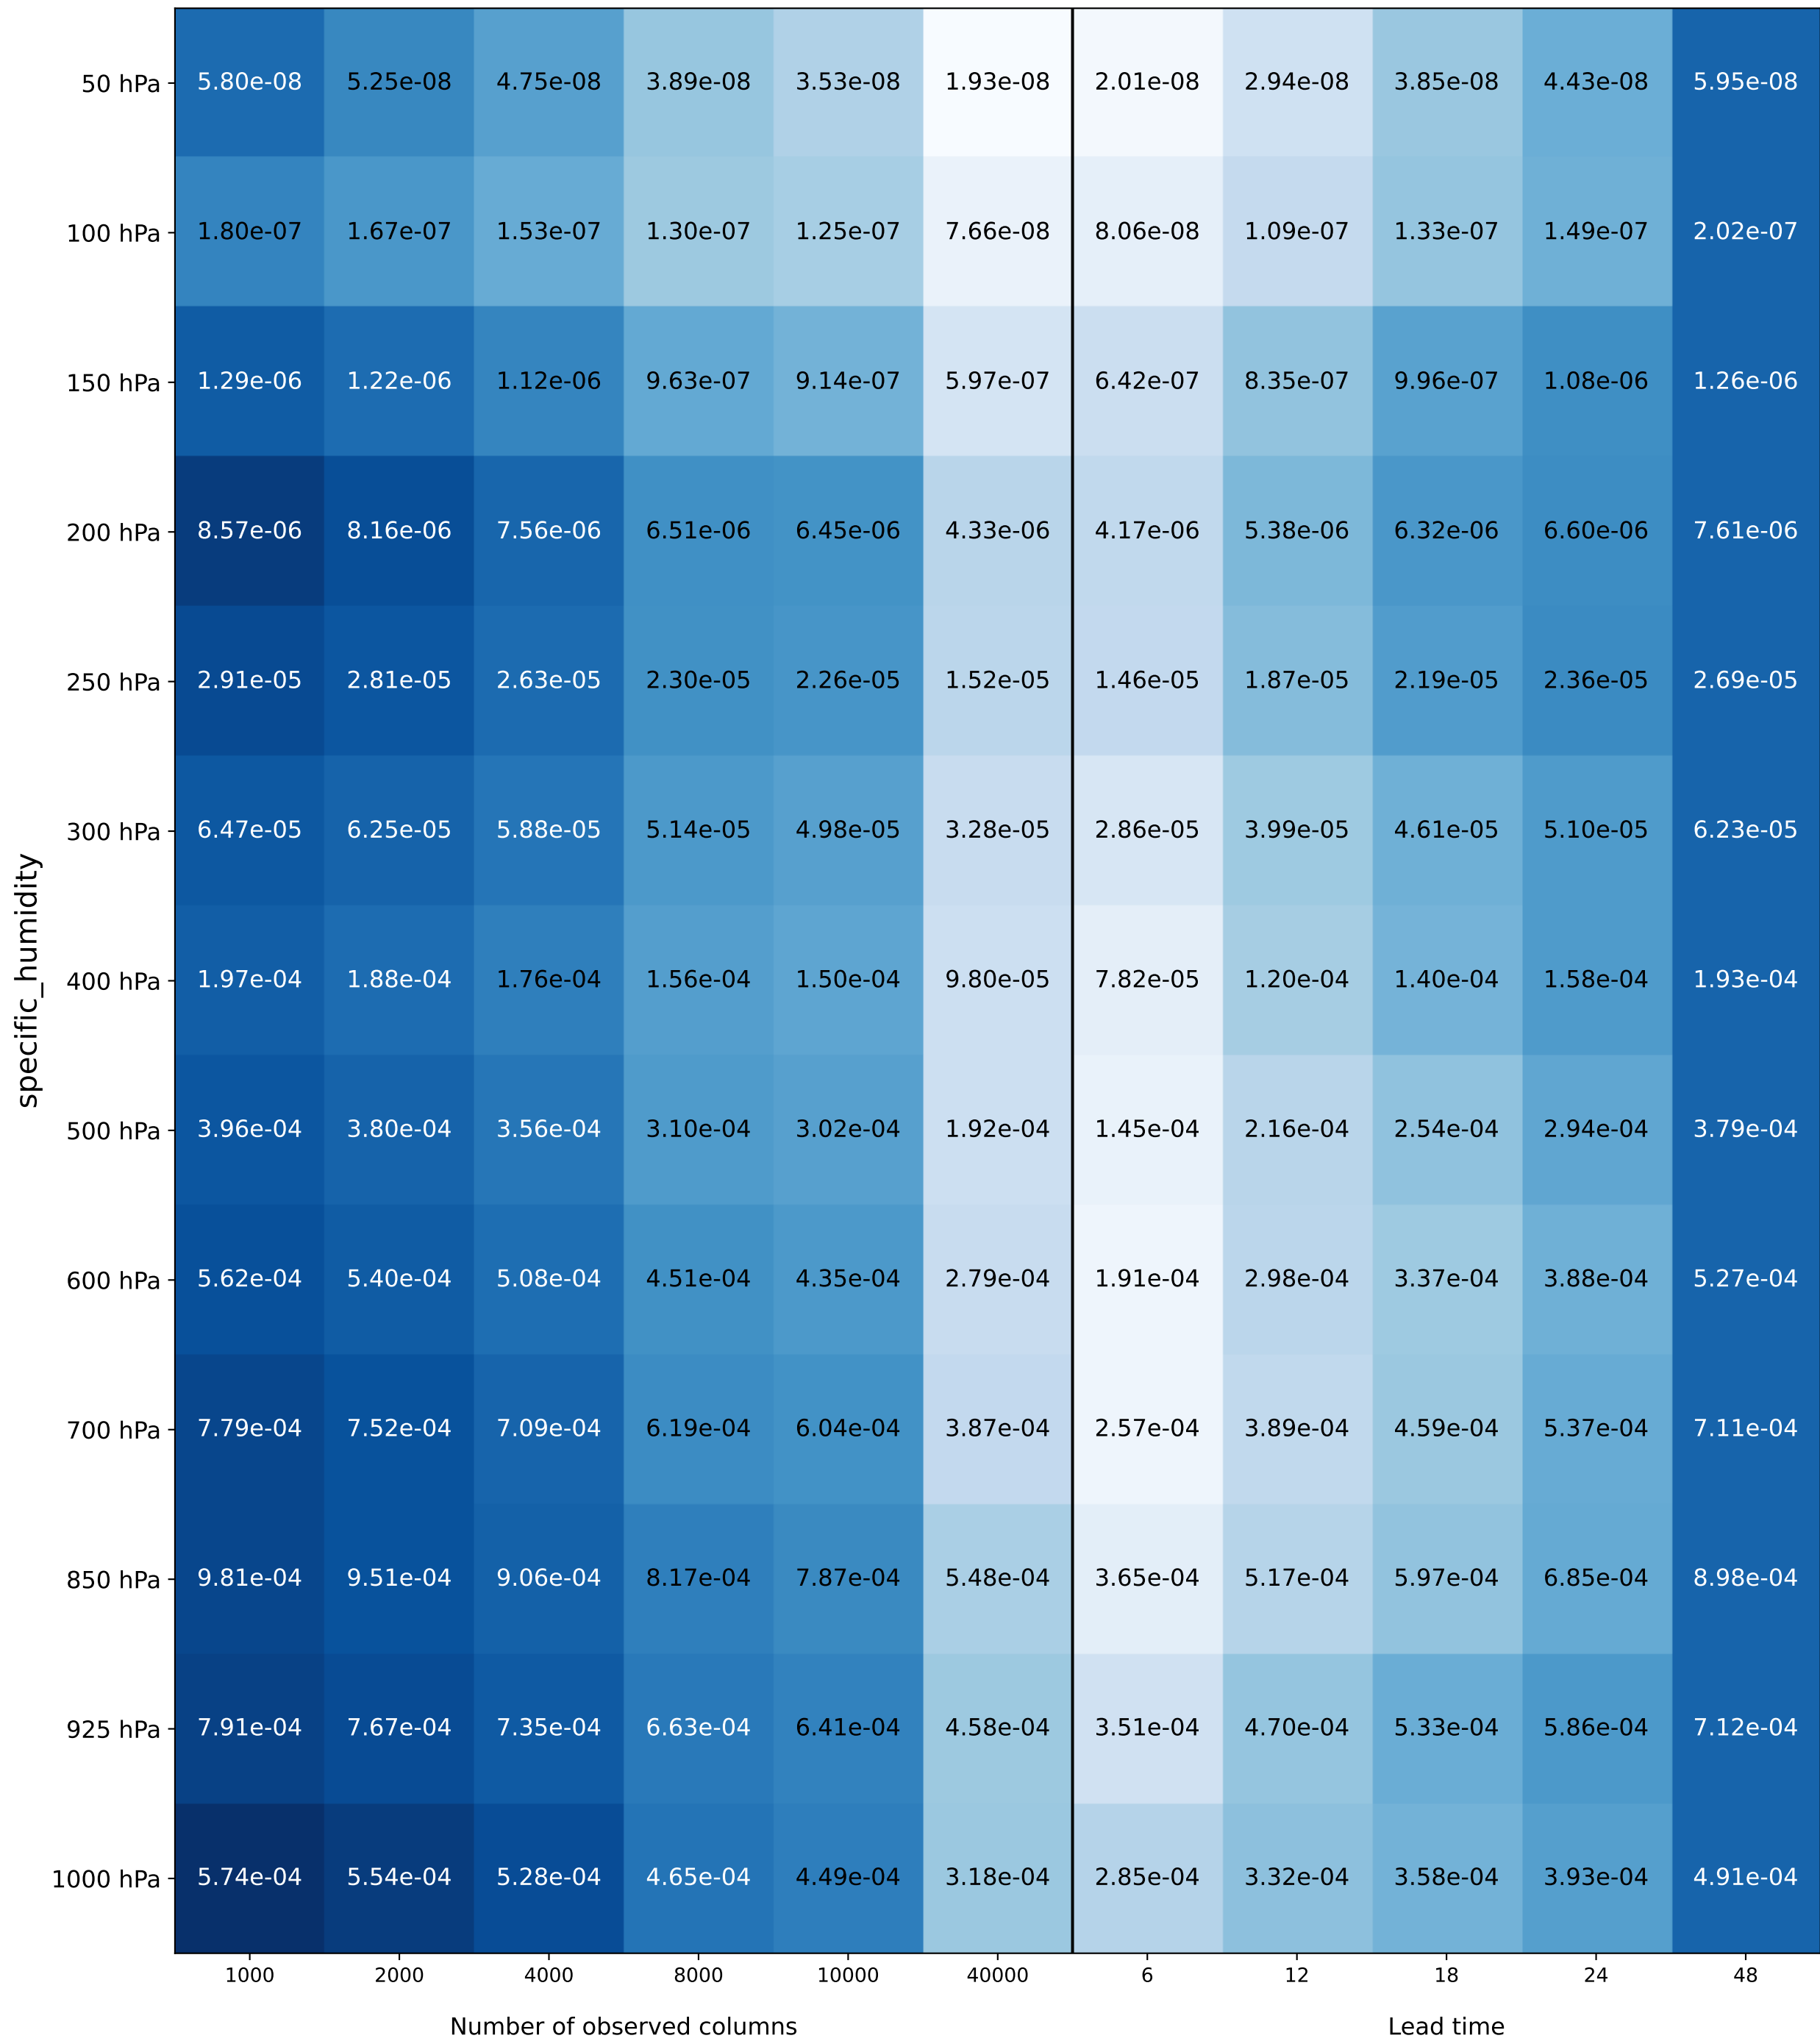 50 hPa 5.80e-08 5.25e-08 4.75e-08 3.89e-08 3.53e-08 1.93e-08 2.01e-08 2.94e-08 3.85e-08 4.43e-08 5.95e-08
100 hPa 1.80e-07 1.67e-07 1.53e-07 1.30e-07 1.25e-07 7.66e-08 8.06e-08 1.09e-07 1.33e-07 1.49e-07 2.02e-07
150 hPa 1.29e-06 1.22e-06 1.12e-06 9.63e-07 9.14e-07 5.97e-07 6.42e-07 8.35e-07 9.96e-07 1.08e-06 1.26e-06
200 hPa 8.57e-06 8.16e-06 7.56e-06 6.51e-06 6.45e-06 4.33e-06 4.17e-06 5.38e-06 6.32e-06 6.60e-06 7.61e-06
250 hPa 2.91e-05 2.81e-05 2.63e-05 2.30e-05 2.26e-05 1.52e-05 1.46e-05 1.87e-05 2.19e-05 2.36e-05 2.69e-05
300 hPa 6.47e-05 6.25e-05 5.88e-05 5.14e-05 4.98e-05 3.28e-05 2.86e-05 3.99e-05 4.61e-05 5.10e-05 6.23e-05
400 hPa 1.97e-04 1.88e-04 1.76e-04 1.56e-04 1.50e-04 9.80e-05 7.82e-05 1.20e-04 1.40e-04 1.58e-04 1.93e-04
500 hPa 3.96e-04 3.80e-04 3.56e-04 3.10e-04 3.02e-04 1.92e-04 1.45e-04 2.16e-04 2.54e-04 2.94e-04 3.79e-04
600 hPa 5.62e-04 5.40e-04 5.08e-04 4.51e-04 4.35e-04 2.79e-04 1.91e-04 2.98e-04 3.37e-04 3.88e-04 5.27e-04
700 hPa 7.79e-04 7.52e-04 7.09e-04 6.19e-04 6.04e-04 3.87e-04 2.57e-04 3.89e-04 4.59e-04 5.37e-04 7.11e-04
850 hPa 9.81e-04 9.51e-04 9.06e-04 8.17e-04 7.87e-04 5.48e-04 3.65e-04 5.17e-04 5.97e-04 6.85e-04 8.98e-04
925 hPa 7.91e-04 7.67e-04 7.35e-04 6.63e-04 6.41e-04 4.58e-04 3.51e-04 4.70e-04 5.33e-04 5.86e-04 7.12e-04
1000 hPa 5.74e-04 5.54e-04 5.28e-04 4.65e-04 4.49e-04 3.18e-04 2.85e-04 3.32e-04 3.58e-04 3.93e-04 4.91e-04
specific_humidity
1000 2000 4000 8000 10000 40000 6 12 18 24 48
Number of observed columns Lead time